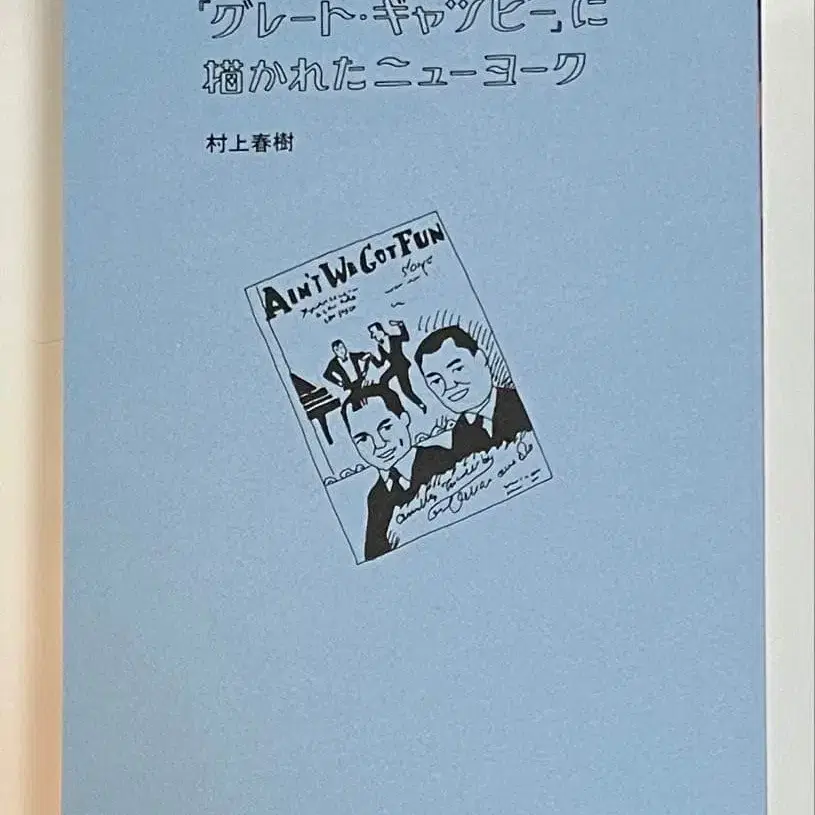 「グレート・ギャツビー」に
描かれたニューヨーク
村上春樹
AIN'T WE GOT FUN